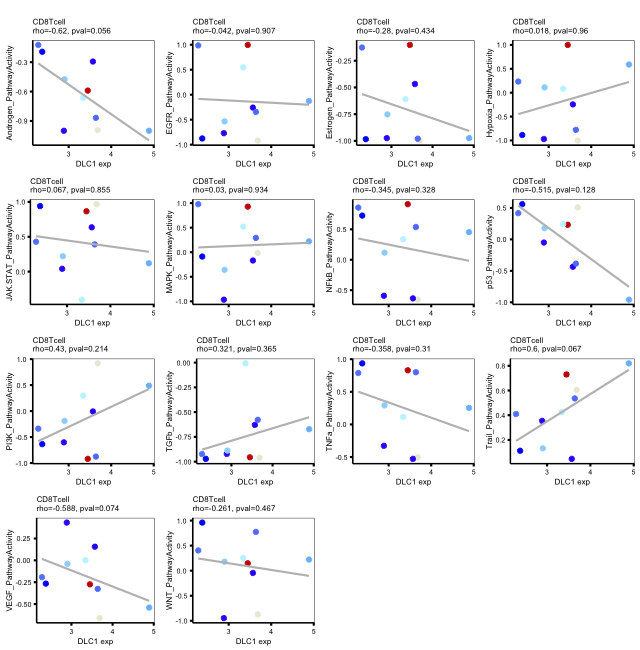 CD8Tcell
rho=-0.62, pval=0.056
Androgen_PathwayActivity
-0.3
-0.6
-0.9
3 4 5
DLC1 exp
CD8Tcell
rho=-0.042, pval=0.907
EGFR_PathwayActivity
1.0
0.5
0.0
-0.5
-1.0
3 4 5
DLC1 exp
CD8Tcell
rho=-0.28, pval=0.434
Estrogen_PathwayActivity
-0.25
-0.50
-0.75
-1.00
3 4 5
DLC1 exp
CD8Tcell
rho=0.018, pval=0.96
Hypoxia_PathwayActivity
1.0
0.5
0.0
-0.5
-1.0
3 4 5
DLC1 exp
CD8Tcell
rho=0.067, pval=0.855
JAK-STAT_PathwayActivity
1.0
0.5
0.0
3 4 5
DLC1 exp
CD8Tcell
rho=0.03, pval=0.934
MAPK_PathwayActivity
1.0
0.5
0.0
-0.5
-1.0
3 4 5
DLC1 exp
CD8Tcell
rho=-0.345, pval=0.328
NFkB_PathwayActivity
0.5
0.0
-0.5
3 4 5
DLC1 exp
CD8Tcell
rho=-0.515, pval=0.128
p53_PathwayActivity
0.5
0.0
-0.5
-1.0
3 4 5
DLC1 exp
CD8Tcell
rho=0.43, pval=0.214
PI3K_PathwayActivity
1.0
0.5
0.0
-0.5
-1.0
3 4 5
DLC1 exp
CD8Tcell
rho=0.321, pval=0.365
TGFb_PathwayActivity
0.00
-0.25
-0.50
-0.75
-1.00
3 4 5
DLC1 exp
CD8Tcell
rho=-0.358, pval=0.31
TNFa_PathwayActivity
1.0
0.5
0.0
-0.5
3 4 5
DLC1 exp
CD8Tcell
rho=0.6, pval=0.067
Trail_PathwayActivity
0.8
0.6
0.4
0.2
3 4 5
DLC1 exp
CD8Tcell
rho=-0.588, pval=0.074
VEGF_PathwayActivity
0.25
0.00
-0.25
-0.50
3 4 5
DLC1 exp
CD8Tcell
rho=-0.261, pval=0.467
WNT_PathwayActivity
1.0
0.5
0.0
-0.5
-1.0
3 4 5
DLC1 exp